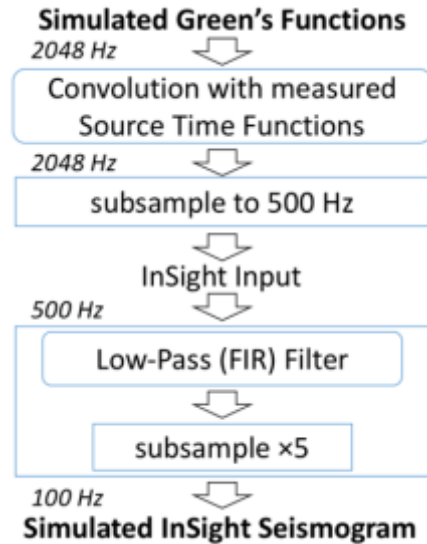 Simulated Green's Functions
2048 Hz
Convolution with measured
Source Time Functions
2048 Hz
subsample to 500 Hz
InSight Input
500 Hz
Low-Pass (FIR) Filter
subsample ×5
100 Hz
Simulated InSight Seismogram